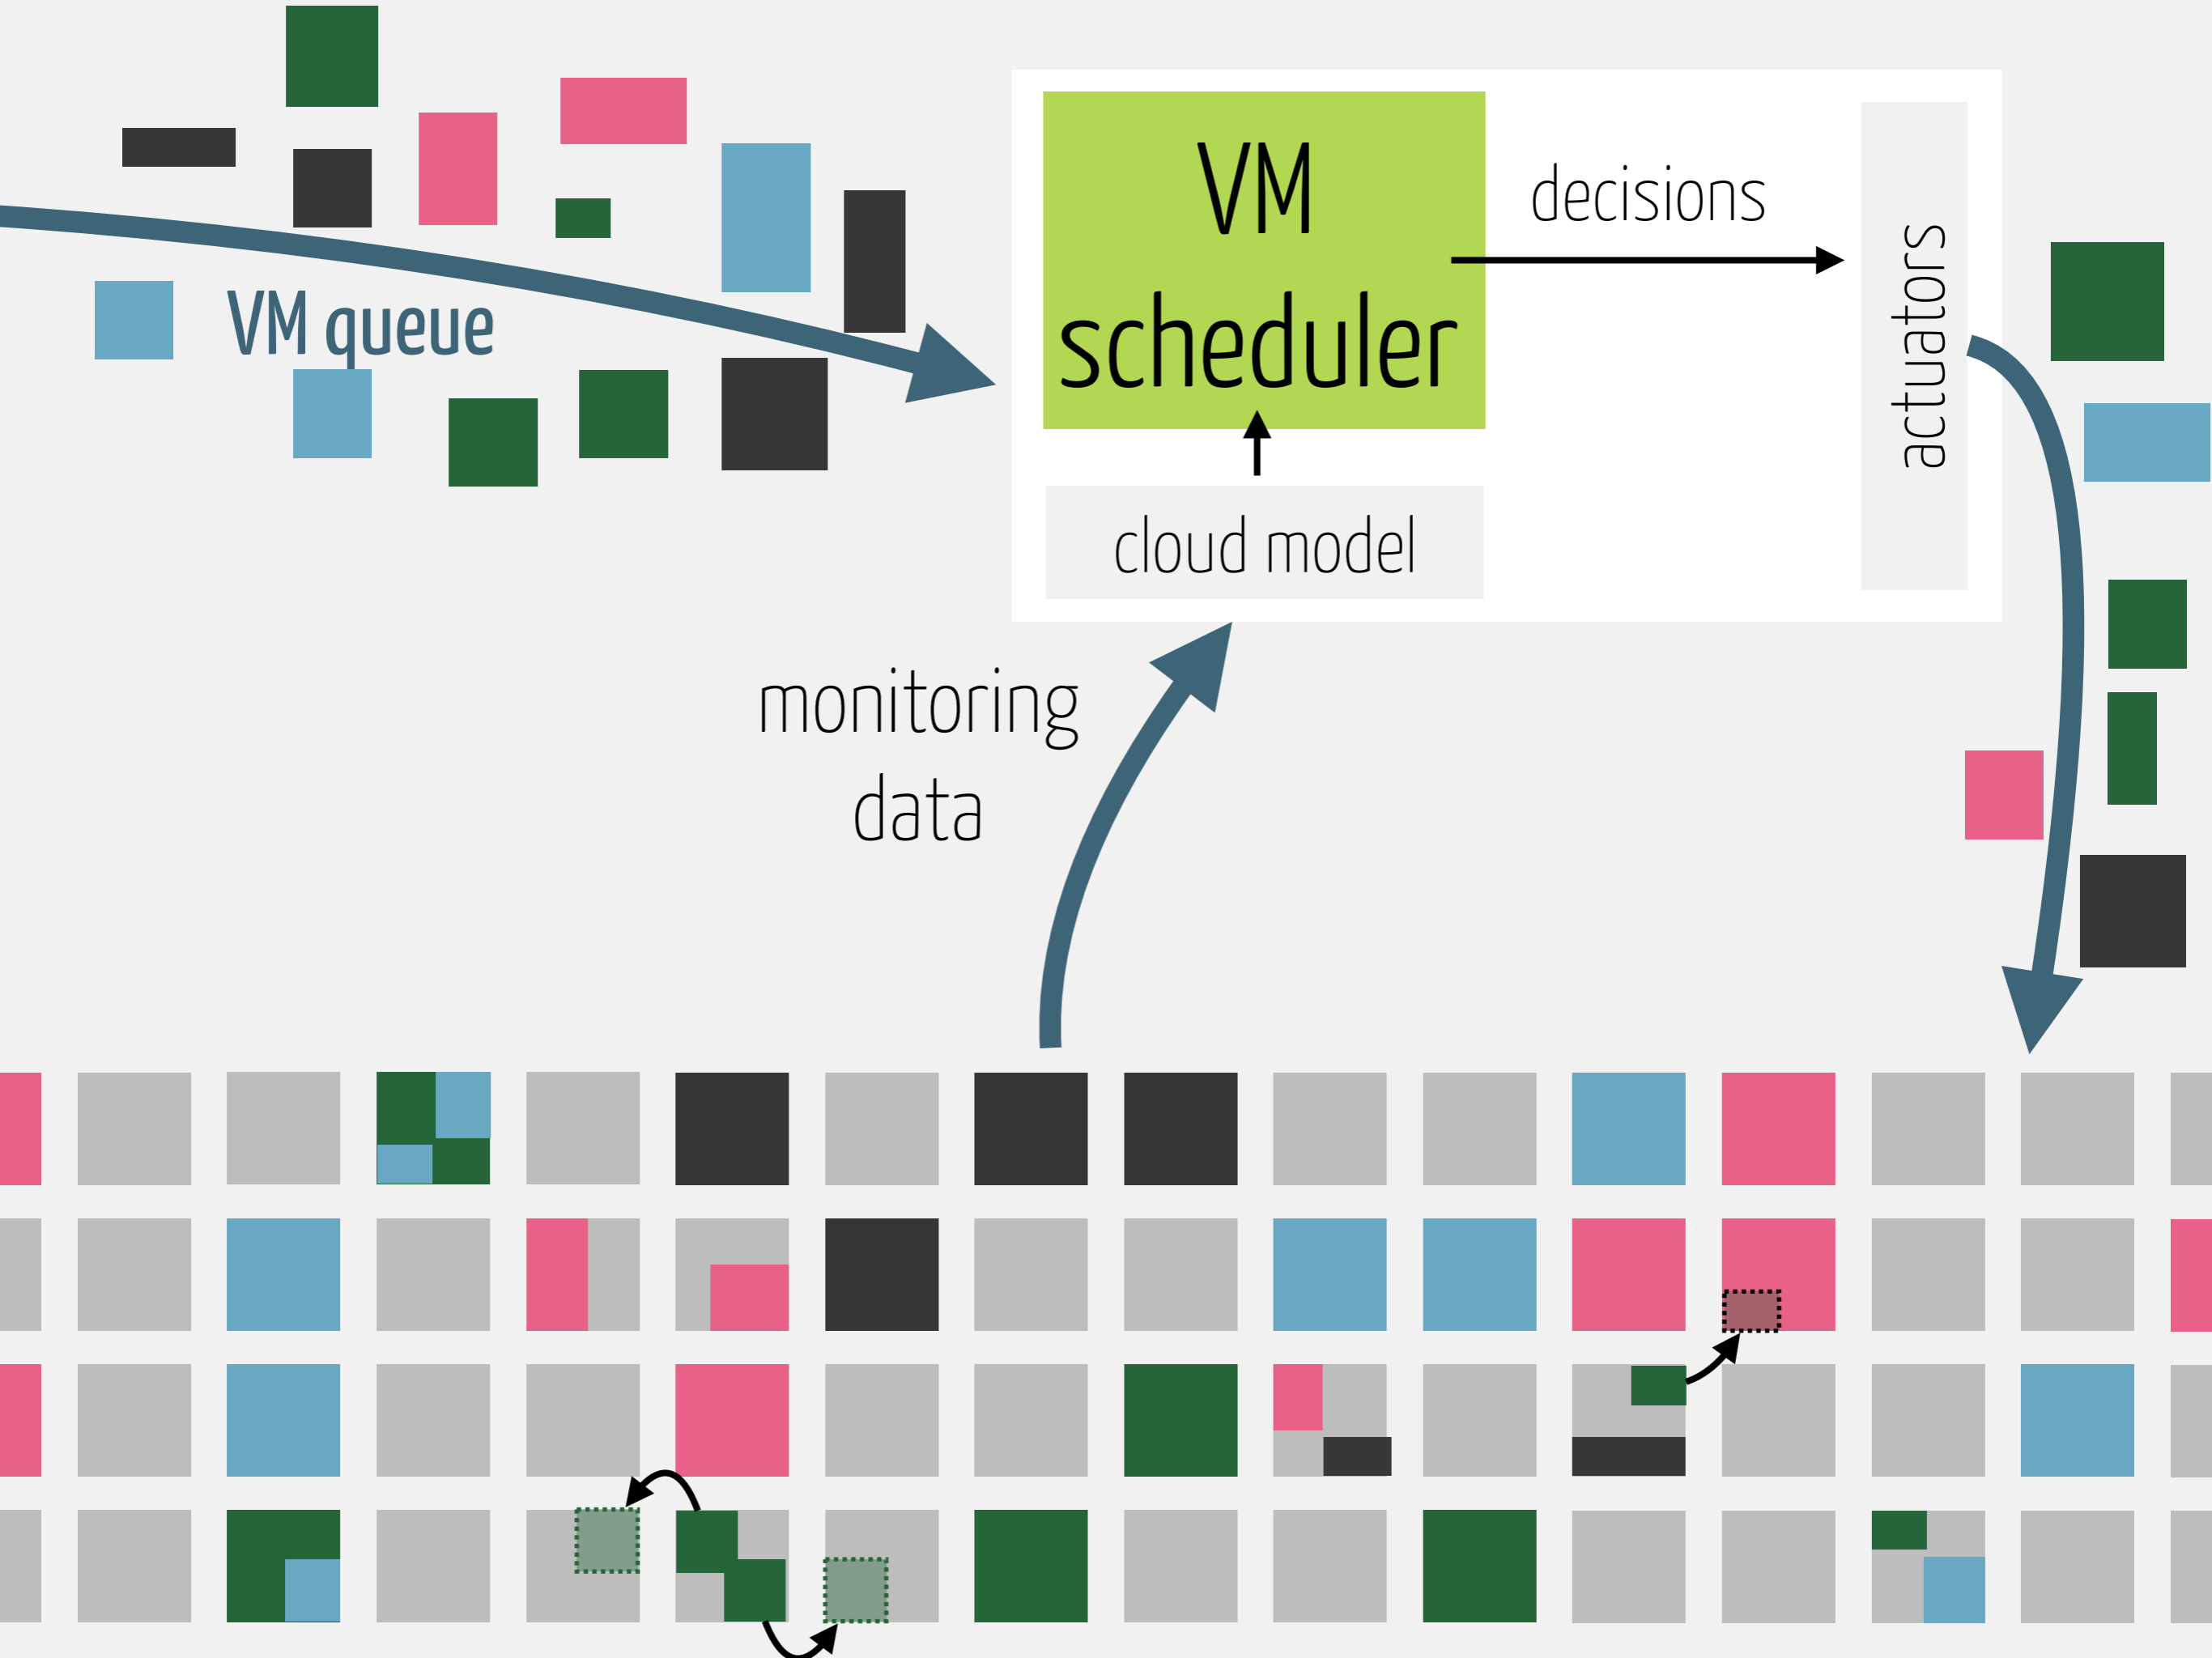 VM
scheduler
decisions
actuators
VM queue
cloud model
monitoring
data